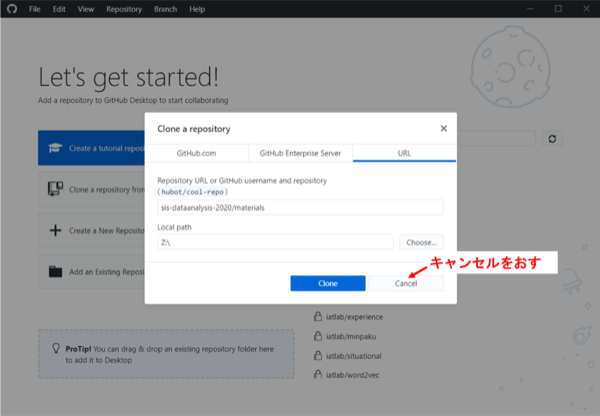 File Edit View Repository Branch Help
Let's get started!
Add a repository to GitHub Desktop to start collaborating
Create a tutorial reposi
Clone a repository from
Create a New Reposito
Add an Existing Reposi
Clone a repository
GitHub.com GitHub Enterprise Server URL
Repository URL or GitHub username and repository
(hubot/cool-repo)
sis-dataanalysis-2020/materials
Local path
Z:\ Choose...
キャンセルをおす
Clone Cancel
iatlab/experience
iatlab/minpaku
iatlab/situational
iatlab/word2vec
ProTip! You can drag & drop an existing repository folder here
to add it to Desktop